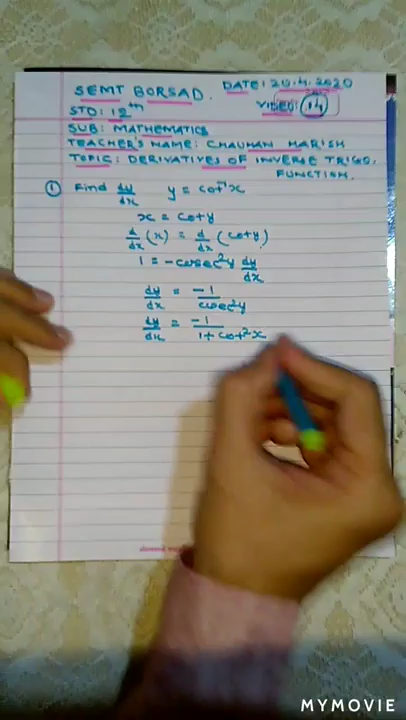 SEMT BORSAD. DATE: 20.4.2020
STD: 12th VIDEO: 14
SUB: MATHEMATICS
TEACHER'S NAME: CHAUHAN HARISH
TOPIC: DERIVATIVES OF INVERSE TRIGO.
FUNCTION.
① Find dy/dx y = cot⁻¹x
x = coty
d/dx (x) = d/dx (coty)
1 = -cosec²y dy/dx
dy/dx = -1/cosec²y
dy/dx = -1/1+cot²x
MYMOVIE